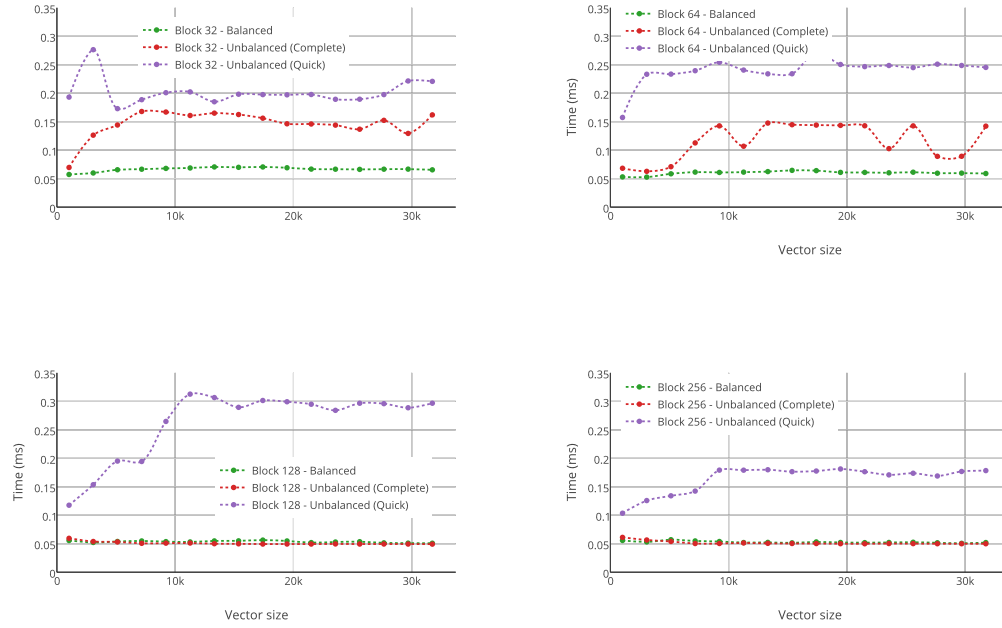 0.35
0.3
0.25
0.2
0.15
0.1
0.05
0
0
10k
20k
30k
Block 32 - Balanced
Block 32 - Unbalanced (Complete)
Block 32 - Unbalanced (Quick)
0.35
0.3
0.25
0.2
0.15
0.1
0.05
0
0
10k
20k
30k
Block 64 - Balanced
Block 64 - Unbalanced (Complete)
Block 64 - Unbalanced (Quick)
Time (ms)
Vector size
0.35
0.3
0.25
0.2
0.15
0.1
0.05
0
0
10k
20k
30k
Block 128 - Balanced
Block 128 - Unbalanced (Complete)
Block 128 - Unbalanced (Quick)
Time (ms)
Vector size
0.35
0.3
0.25
0.2
0.15
0.1
0.05
0
0
10k
20k
30k
Block 256 - Balanced
Block 256 - Unbalanced (Complete)
Block 256 - Unbalanced (Quick)
Time (ms)
Vector size